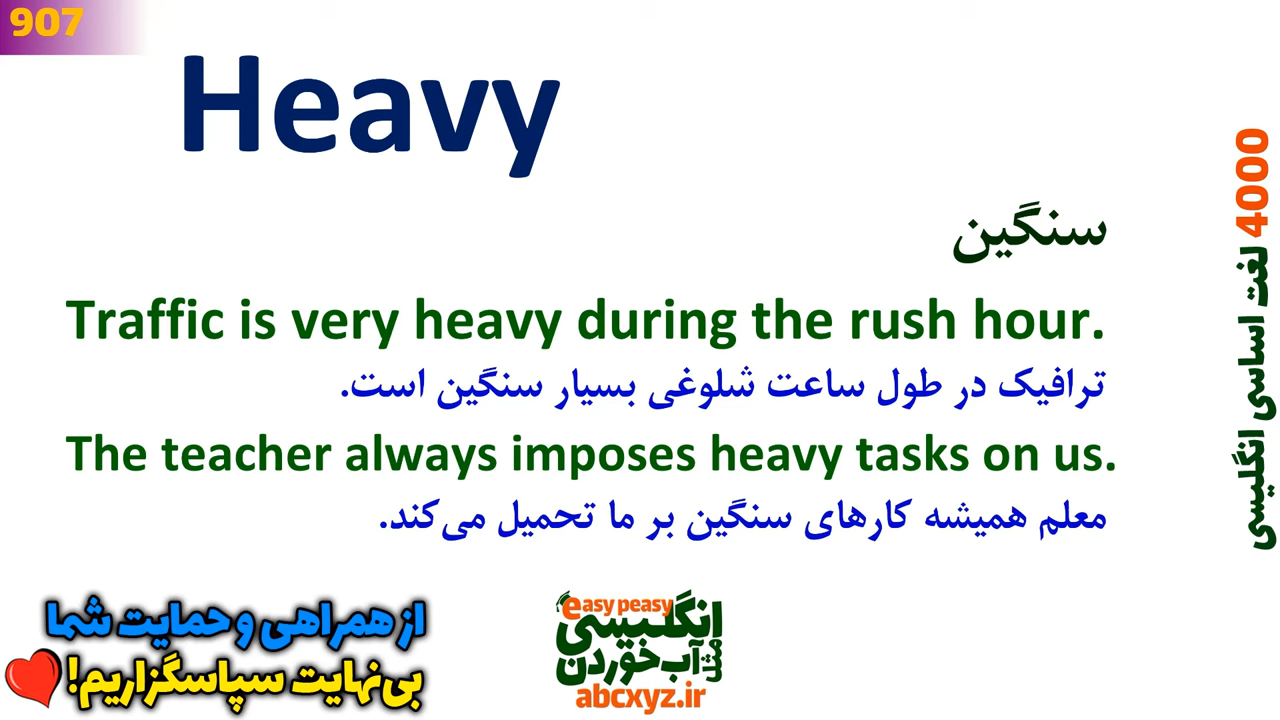 907
Heavy
سنگین
Traffic is very heavy during the rush hour.
ترافیک در طول ساعت شلوغی بسیار سنگین است.
The teacher always imposes heavy tasks on us.
معلم همیشه کارهای سنگین بر ما تحمیل می‌کند.
4000 لغت اساسی انگلیسی
از همراهی و حمایت شما
بی‌نهایت سپاسگزاریم!
easy peasy
انگلیسی
مثل آب خوردن
abcxyz.ir